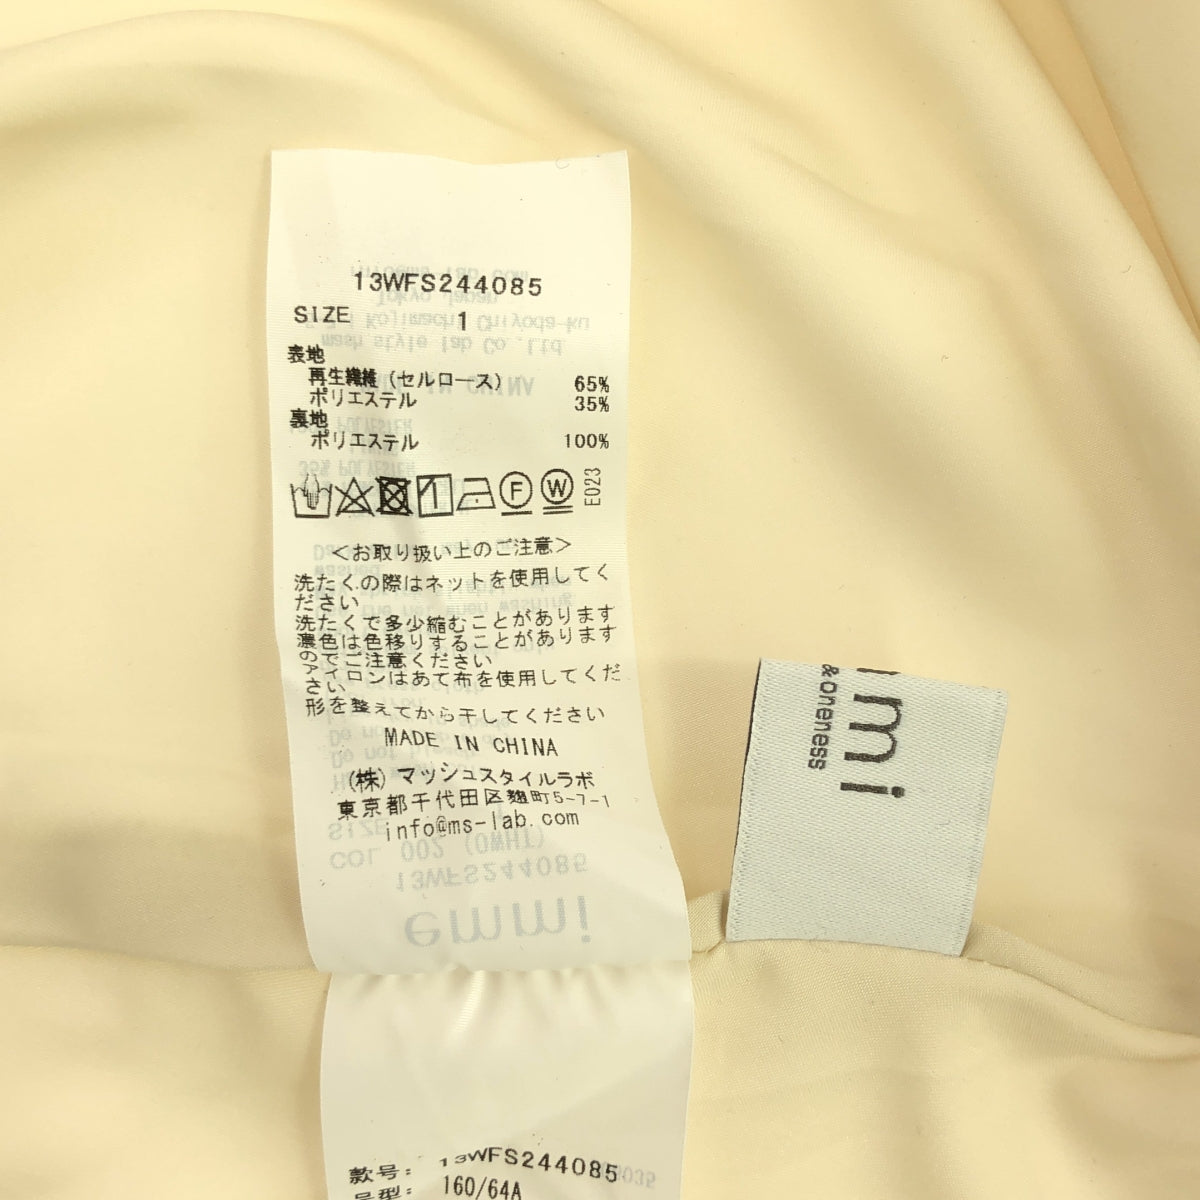 13WFS244085
SIZE 1
表地
再生繊維(セルロース) 65%
ポリエステル 35%
裏地
ポリエステル 100%
F W E023
<お取り扱い上のご注意>
洗たくの際はネットを使用してく
ださい
洗たくで多少縮むことがあります
濃色は色移りすることがあります
のでご注意ください
アイロンはあて布を使用してくだ
さい
形を整えてから干してください
MADE IN CHINA
(株)マッシュスタイルラボ
東京都千代田区麹町5-7-1
info@ms-lab.com
COL 002 (OWHT)
13WFS244085
emmi
mi
&oneness
款号: 13WFS244085
号型: 160/64A